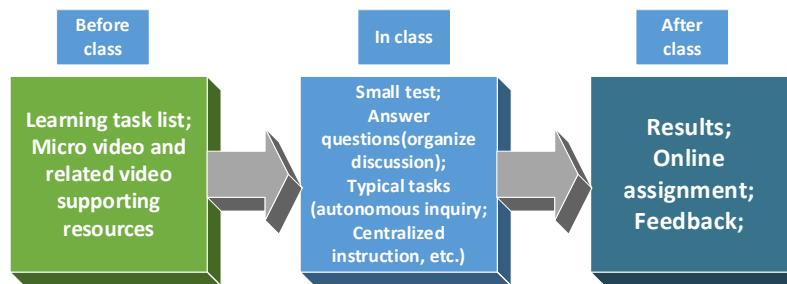 Before
class
Learning task list;
Micro video and
related video
supporting
resources
In class
Small test;
Answer
questions(organize
discussion);
Typical tasks
(autonomous inquiry;
Centralized
instruction, etc.)
After
class
Results;
Online
assignment;
Feedback;